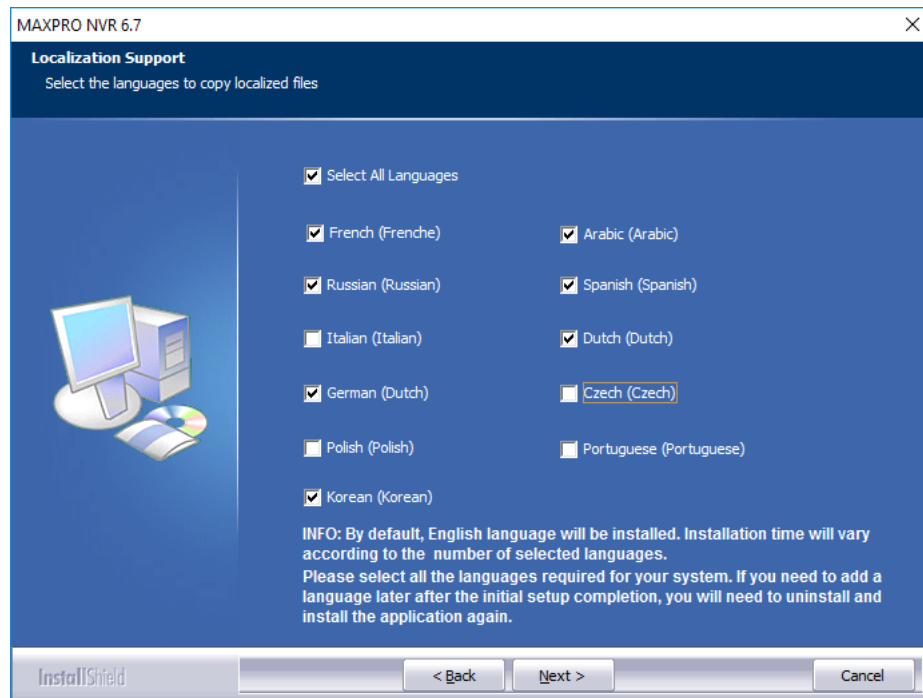 MAXPRO NVR 6.7
Localization Support
Select the languages to copy localized files
Select All Languages
French (Frenche)
Arabic (Arabic)
Russian (Russian)
Spanish (Spanish)
Italian (Italian)
Dutch (Dutch)
German (Dutch)
Czech (Czech)
Polish (Polish)
Portuguese (Portuguese)
Korean (Korean)
INFO: By default, English language will be installed. Installation time will vary
according to the number of selected languages.
Please select all the languages required for your system. If you need to add a
language later after the initial setup completion, you will need to uninstall and
install the application again.
InstallShield
< Back
Next >
Cancel